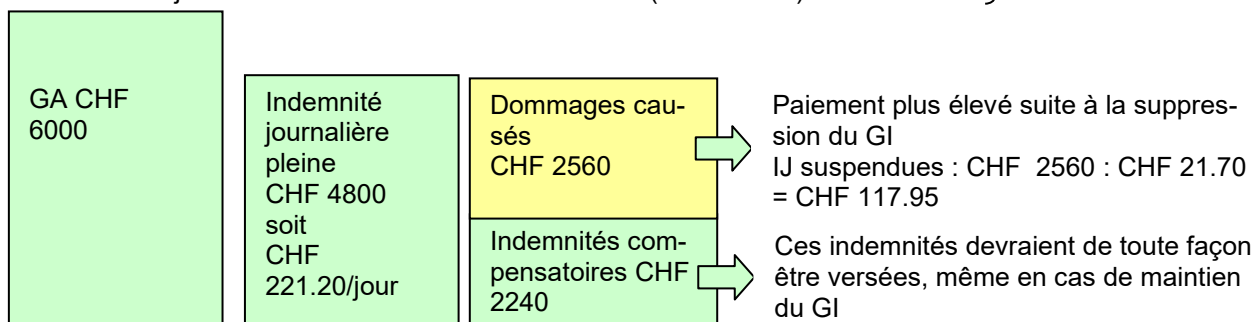 GA CHF
6000
Indemnité
journalière
pleine
CHF 4800
soit
CHF
221.20/jour
Dommages cau-
sés
CHF 2560
Paiement plus élevé suite à la suppres-
sion du GI
IJ suspendues : CHF 2560 : CHF 21.70
= CHF 117.95
Indemnités com-
pensatoires CHF
2240
Ces indemnités devraient de toute façon
être versées, même en cas de maintien
du GI